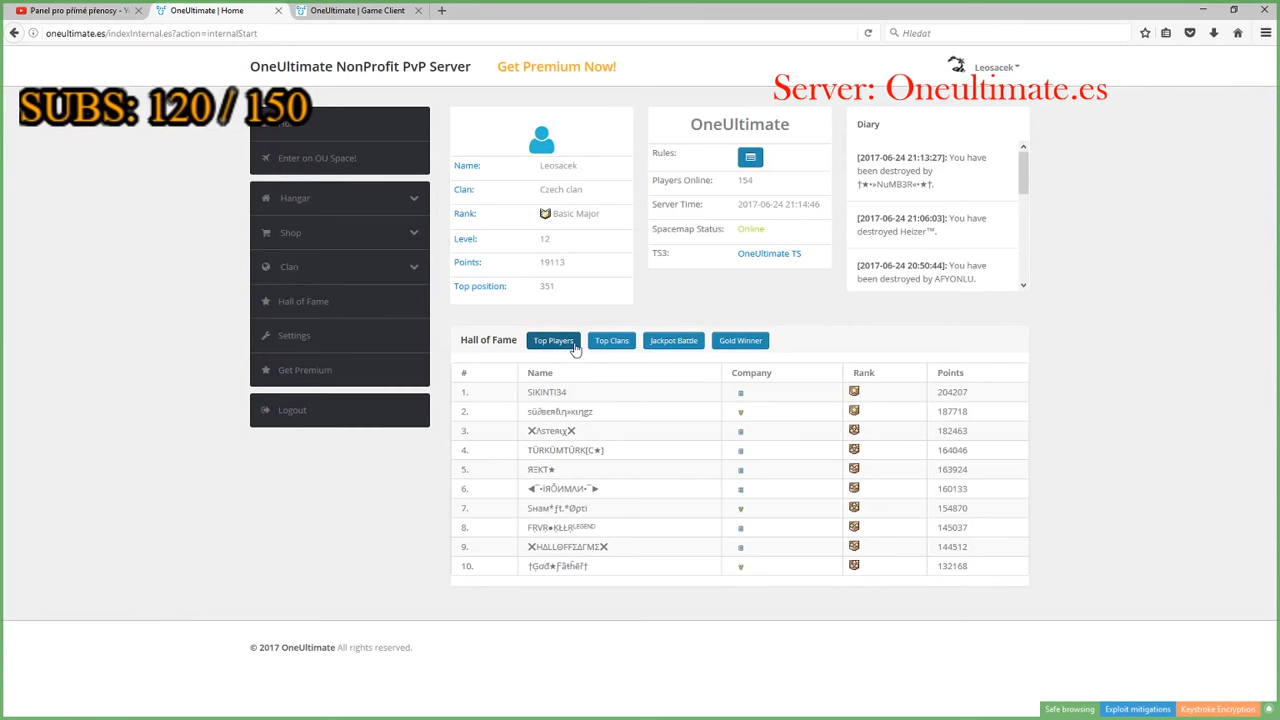 Panel pro přímé přenosy - Y
OneUltimate | Home
OneUltimate | Game Client
oneultimate.es/indexInternal.es?action=internalStart
Hledat
OneUltimate NonProfit PvP Server
Get Premium Now!
Leosacek
Server: Oneultimate.es
SUBS: 120 / 150
Enter on OU Space!
Hangar
Shop
Clan
Hall of Fame
Settings
Get Premium
Logout
Name: Leosacek
Clan: Czech clan
Rank: Basic Major
Level: 12
Points: 19113
Top position: 351
OneUltimate
Rules:
Players Online: 154
Server Time: 2017-06-24 21:14:46
Spacemap Status: Online
TS3: OneUltimate TS
Diary
[2017-06-24 21:13:27]: You have
been destroyed by
†★•»NuMB3R«•★†.
[2017-06-24 21:06:03]: You have
destroyed Heizer™.
[2017-06-24 20:50:44]: You have
been destroyed by AFYONLU.
Hall of Fame Top Players Top Clans Jackpot Battle Gold Winner
# Name Company Rank Points
1. SIKINTI34 204207
2. 187718
3. 182463
4. TÜRKÜMTÜRK[C★] 164046
5. ЯΞKT★ 163924
6. 160133
7. 154870
8. 145037
9. 144512
10. 132168
© 2017 OneUltimate All rights reserved.
Safe browsing Exploit mitigations Keystroke Encryption